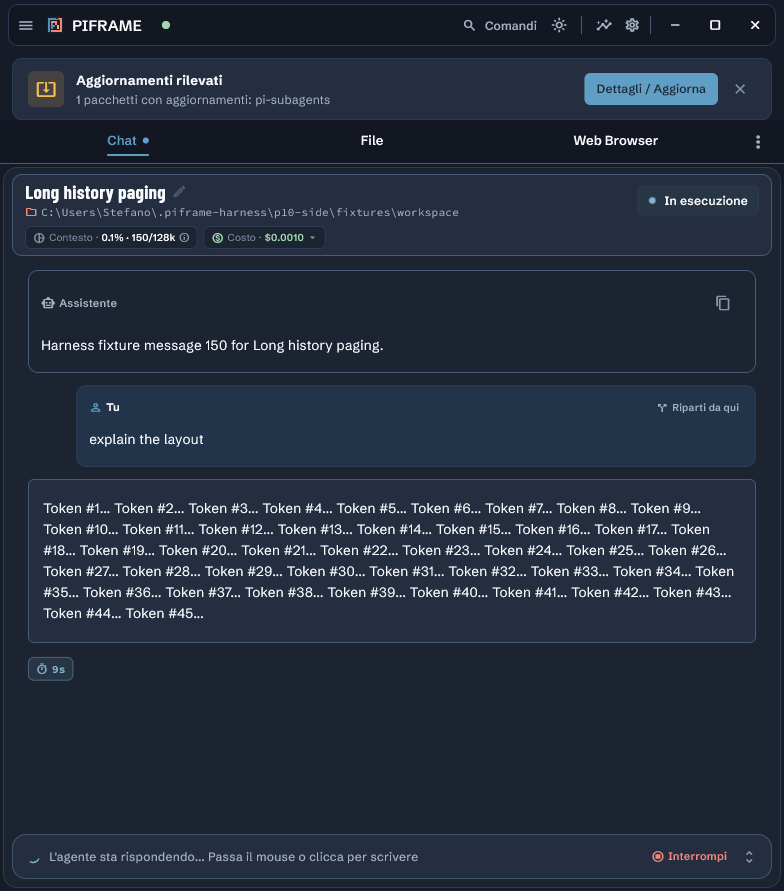 PIFRAME
Comandi
Aggiornamenti rilevati
1 pacchetti con aggiornamenti: pi-subagents
Dettagli / Aggiorna
Chat
File
Web Browser
Long history paging
C:\Users\Stefano\.piframe-harness\p10-side\fixtures\workspace
In esecuzione
Contesto · 0.1% · 150/128k
Costo · $0.0010
Assistente
Harness fixture message 150 for Long history paging.
Tu
Riparti da qui
explain the layout
Token #1... Token #2... Token #3... Token #4... Token #5... Token #6... Token #7... Token #8... Token #9...
Token #10... Token #11... Token #12... Token #13... Token #14... Token #15... Token #16... Token #17... Token
#18... Token #19... Token #20... Token #21... Token #22... Token #23... Token #24... Token #25... Token #26...
Token #27... Token #28... Token #29... Token #30... Token #31... Token #32... Token #33... Token #34... Token
#35... Token #36... Token #37... Token #38... Token #39... Token #40... Token #41... Token #42... Token #43...
Token #44... Token #45...
9s
L'agente sta rispondendo... Passa il mouse o clicca per scrivere
Interrompi